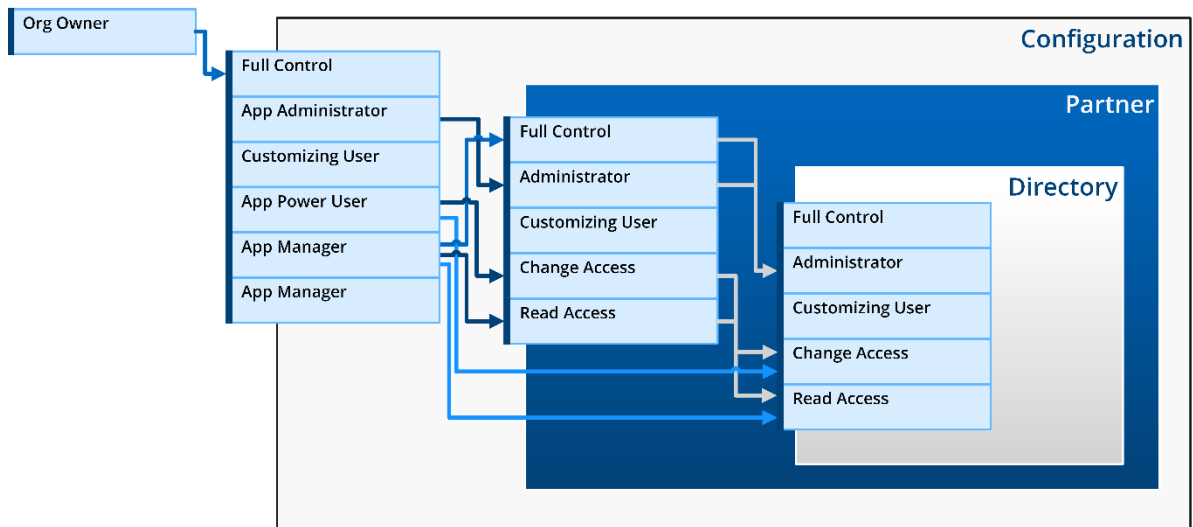 Org Owner
Configuration
Full Control
App Administrator
Customizing User
App Power User
App Manager
App Manager
Partner
Full Control
Administrator
Customizing User
Change Access
Read Access
Directory
Full Control
Administrator
Customizing User
Change Access
Read Access